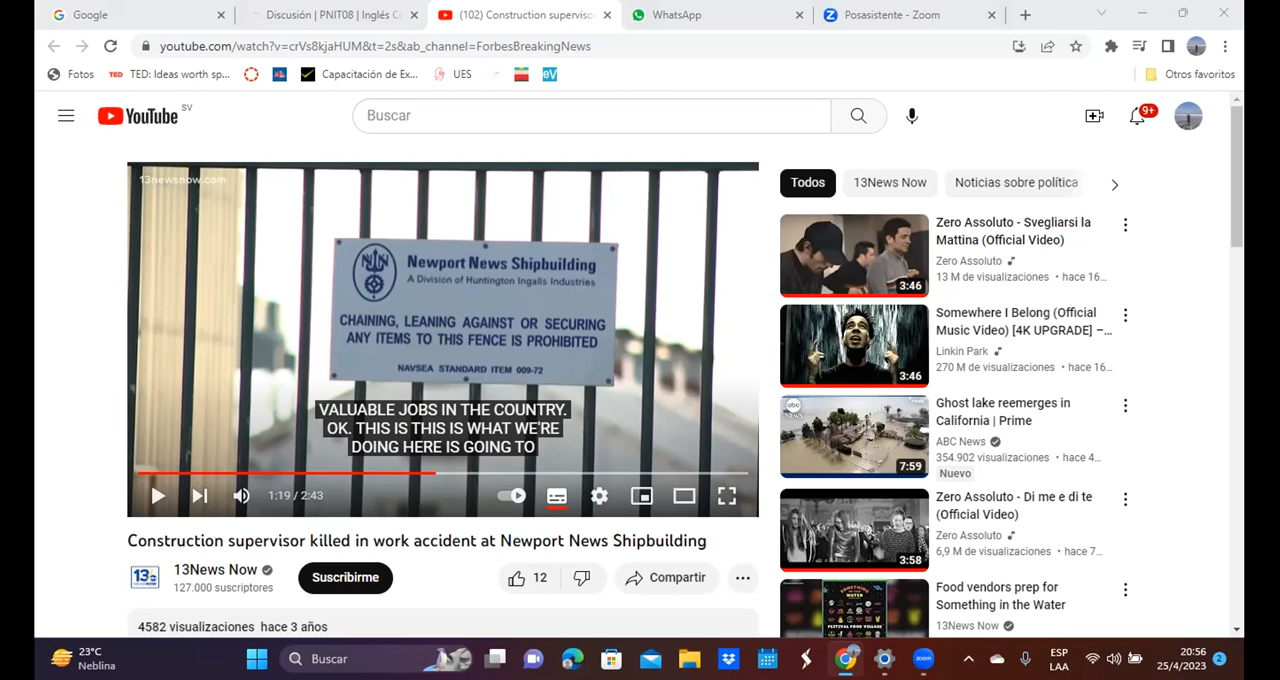 Google
Discusión | PNIT08 | Inglés C
(102) Construction superviso
WhatsApp
Posasistente - Zoom
youtube.com/watch?v=crVs8kjaHUM&t=2s&ab_channel=ForbesBreakingNews
Fotos
TED
TED: Ideas worth sp...
Capacitación de Ex...
UES
eV
Otros favoritos
YouTube
SV
Buscar
9+
13newsnow.com
Newport News Shipbuilding
A Division of Huntington Ingalls Industries
CHAINING, LEANING AGAINST OR SECURING
ANY ITEMS TO THIS FENCE IS PROHIBITED
NAVSEA STANDARD ITEM 009-72
VALUABLE JOBS IN THE COUNTRY.
OK. THIS IS THIS IS WHAT WE'RE
DOING HERE IS GOING TO
1:19 / 2:43
Construction supervisor killed in work accident at Newport News Shipbuilding
13News Now
127.000 suscriptores
Suscribirme
12
Compartir
4582 visualizaciones hace 3 años
Todos
13News Now
Noticias sobre política
Zero Assoluto - Svegliarsi la
Mattina (Official Video)
Zero Assoluto
13 M de visualizaciones • hace 16...
3:46
Somewhere I Belong (Official
Music Video) [4K UPGRADE] –...
Linkin Park
270 M de visualizaciones • hace 16...
3:46
Ghost lake reemerges in
California | Prime
ABC News
354.902 visualizaciones • hace 4...
Nuevo
7:59
Zero Assoluto - Di me e di te
(Official Video)
Zero Assoluto
6,9 M de visualizaciones • hace 7...
3:58
Food vendors prep for
Something in the Water
13News Now
23°C
Neblina
Buscar
zoom
ESP
LAA
20:56
25/4/2023
2